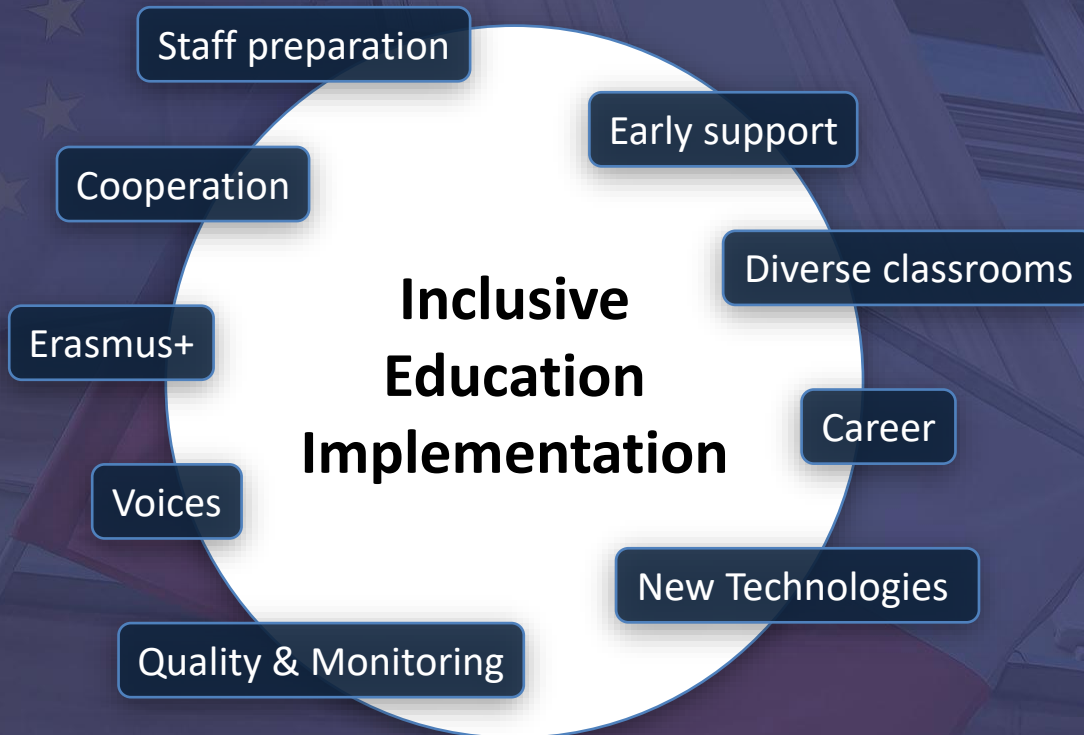 Staff preparation
Early support
Cooperation
Diverse classrooms
Inclusive
Education
Implementation
Erasmus+
Career
Voices
New Technologies
Quality & Monitoring